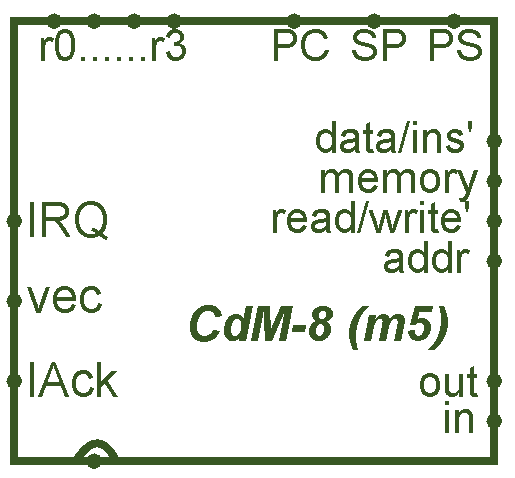 r0......r3 PC SP PS
data/ins'
memory
IRQ read/write'
addr
vec
CdM-8 (m5)
IAck out
in